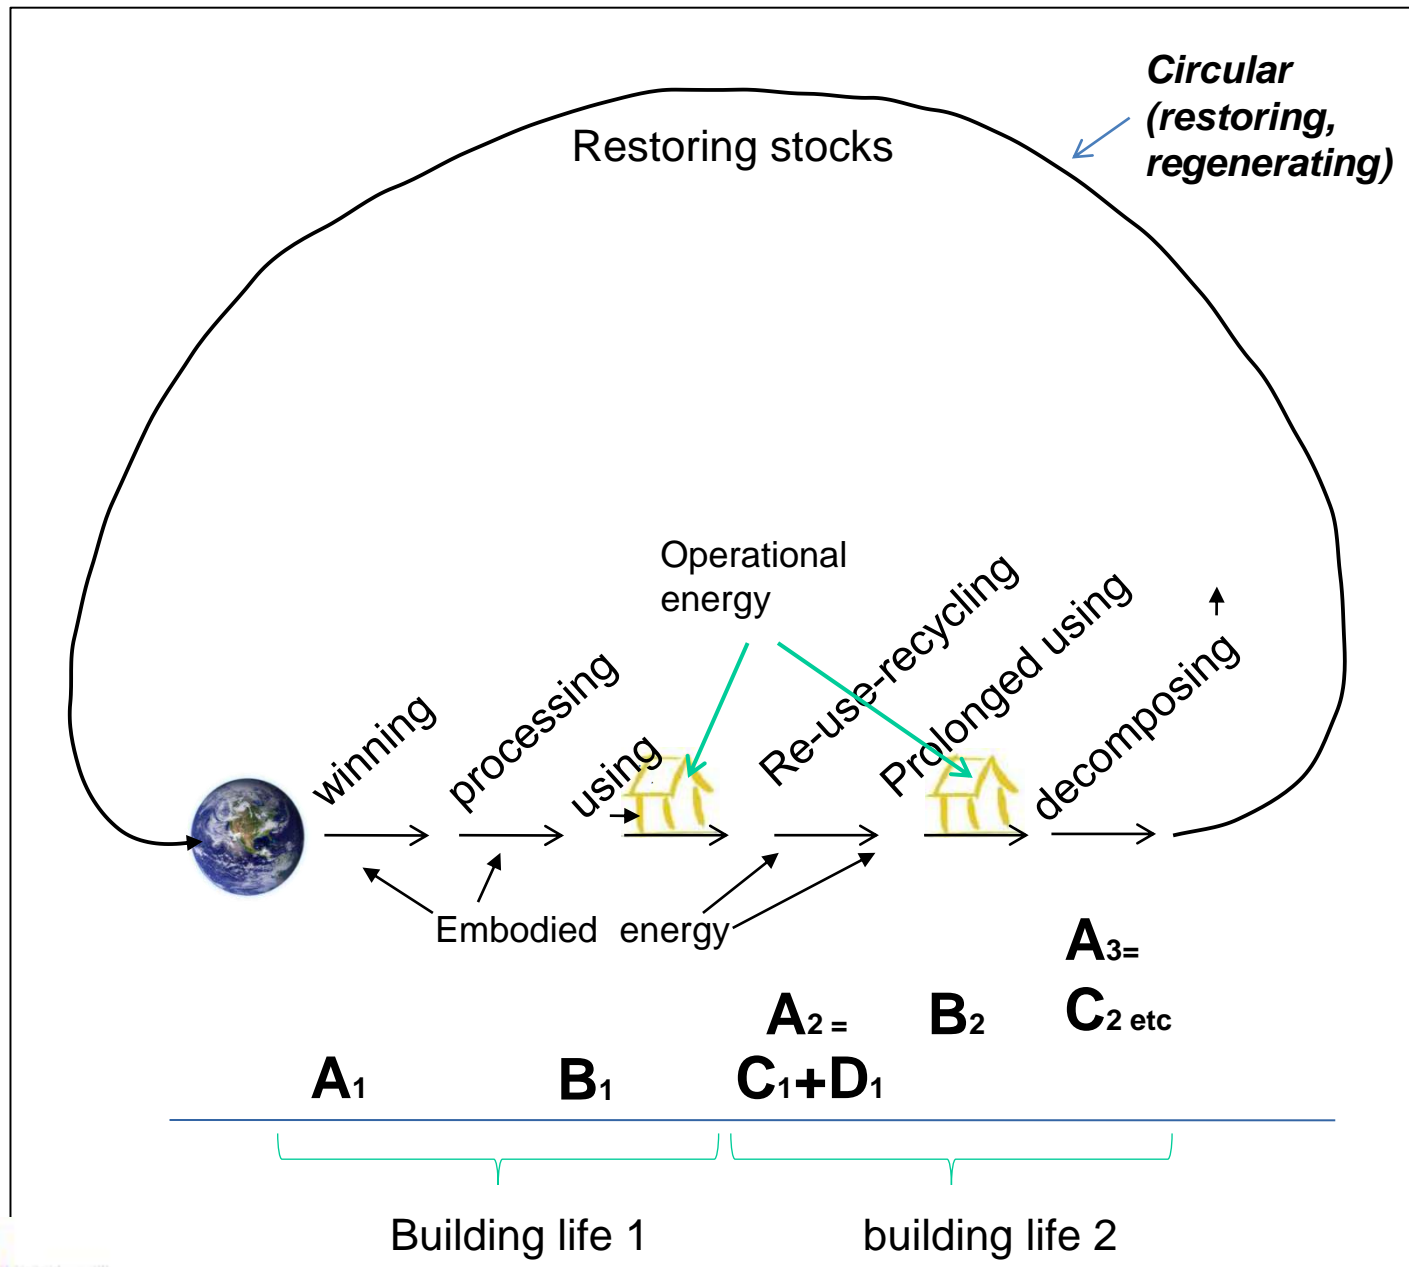 Circular
(restoring,
regenerating)
Restoring stocks
Operational
energy
winning
processing
using
Re-use-recycling
Prolonged using
decomposing
Embodied energy
A3=
C2 etc
A2 =
B2
C1+D1
A1
B1
Building life 1
building life 2